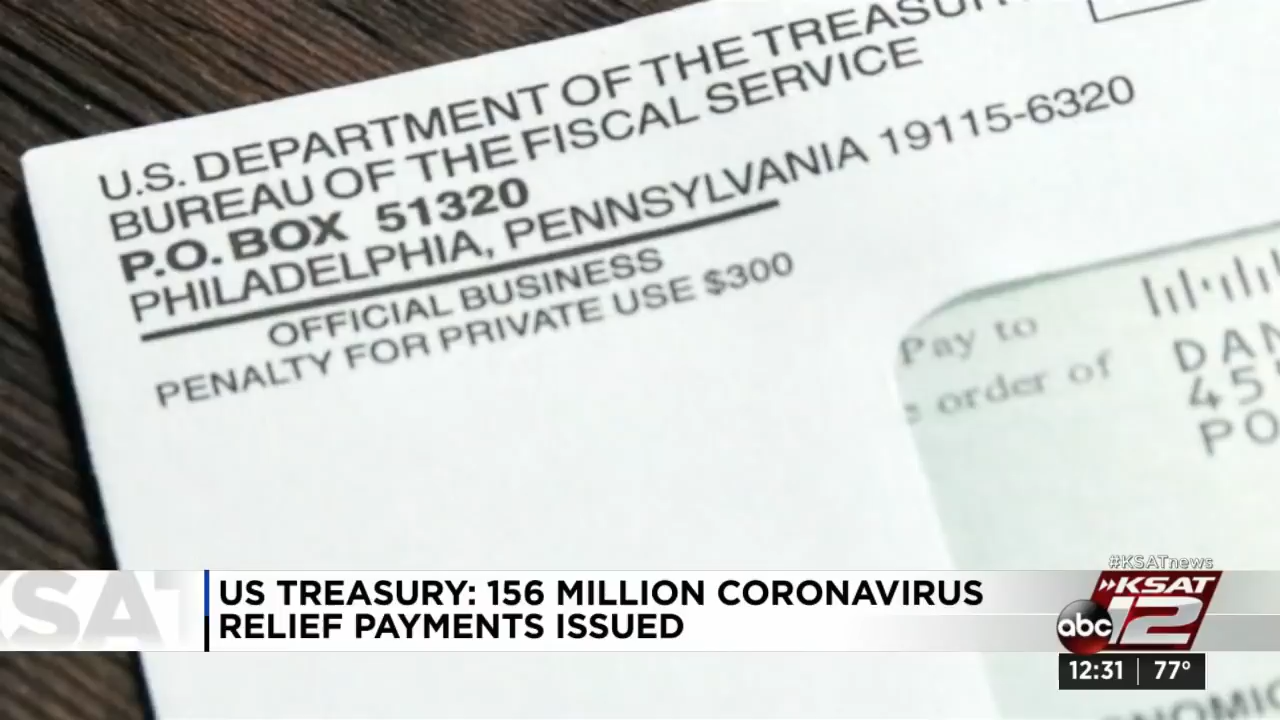 U.S. DEPARTMENT OF THE TREASURY
BUREAU OF THE FISCAL SERVICE
P.O. BOX 51320
PHILADELPHIA, PENNSYLVANIA 19115-6320
OFFICIAL BUSINESS
PENALTY FOR PRIVATE USE $300
Pay to
order of
DAN
45
PO
#KSATnews
KSAT
US TREASURY: 156 MILLION CORONAVIRUS
RELIEF PAYMENTS ISSUED
»KSAT
abc 12
12:31 77°